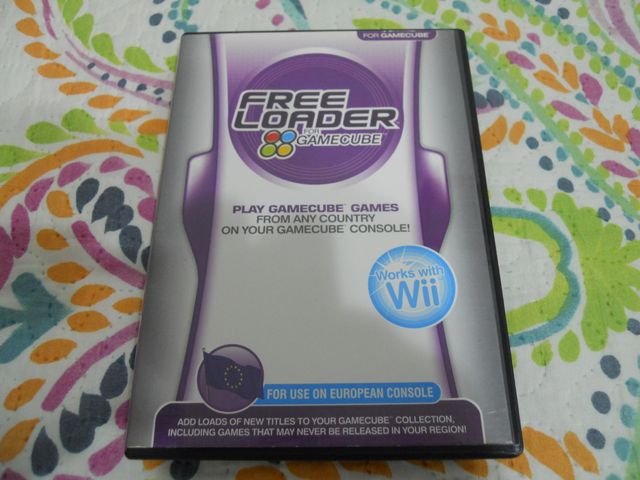 FOR GAMECUBE™
FREE
LOADER
FOR
GAMECUBE™
PLAY GAMECUBE™ GAMES
FROM ANY COUNTRY
ON YOUR GAMECUBE™ CONSOLE!
Works with
Wii
FOR USE ON EUROPEAN CONSOLE
ADD LOADS OF NEW TITLES TO YOUR GAMECUBE™ COLLECTION,
INCLUDING GAMES THAT MAY NEVER BE RELEASED IN YOUR REGION!